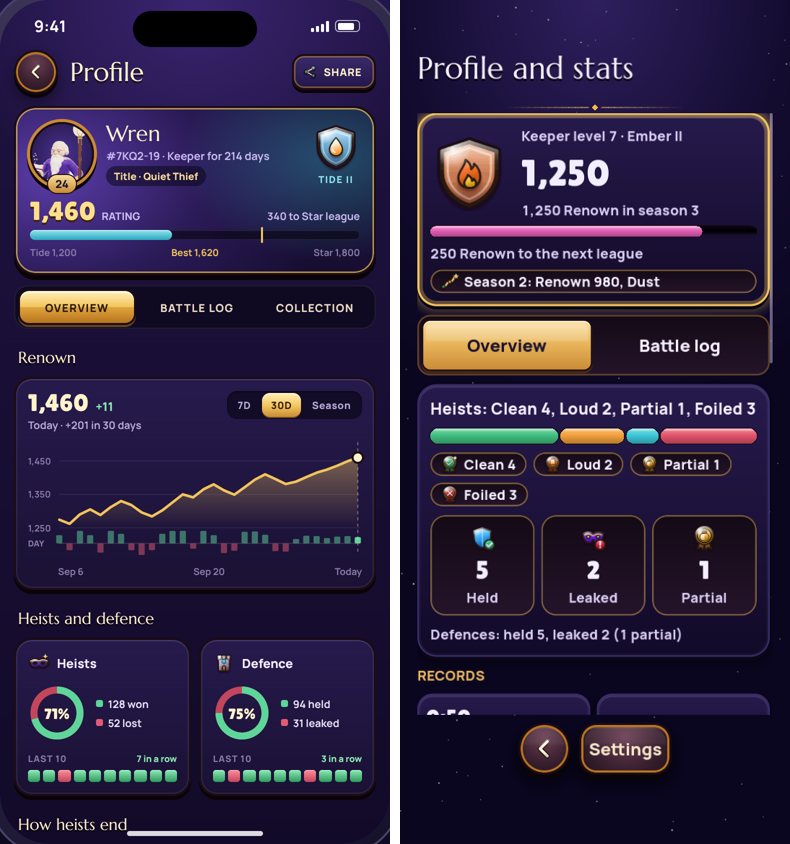 9:41
Profile
SHARE
Wren
#7KQ2-19 · Keeper for 214 days
Title · Quiet Thief
24
TIDE II
1,460 RATING
340 to Star league
Tide 1,200
Best 1,620
Star 1,800
OVERVIEW
BATTLE LOG
COLLECTION
Renown
1,460 +11
7D
30D
Season
Today · +201 in 30 days
1,450
1,350
1,250
DAY
Sep 6
Sep 20
Today
Heists and defence
Heists
71%
128 won
52 lost
LAST 10
7 in a row
Defence
75%
94 held
31 leaked
LAST 10
3 in a row
How heists end
Profile and stats
Keeper level 7 · Ember II
1,250
1,250 Renown in season 3
250 Renown to the next league
Season 2: Renown 980, Dust
Overview
Battle log
Heists: Clean 4, Loud 2, Partial 1, Foiled 3
Clean 4
Loud 2
Partial 1
Foiled 3
5
Held
2
Leaked
1
Partial
Defences: held 5, leaked 2 (1 partial)
RECORDS
Settings